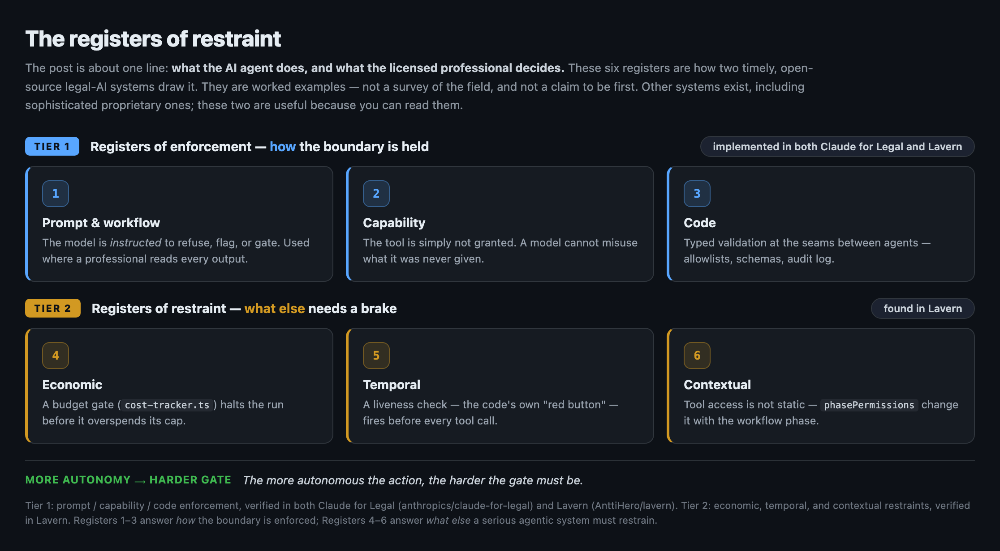 The registers of restraint
The post is about one line: what the AI agent does, and what the licensed professional decides. These six registers are how two timely, open-
source legal-AI systems draw it. They are worked examples — not a survey of the field, and not a claim to be first. Other systems exist, including
sophisticated proprietary ones; these two are useful because you can read them.
TIER 1
Registers of enforcement — how the boundary is held
implemented in both Claude for Legal and Lavern
1
Prompt & workflow
The model is instructed to refuse, flag, or gate. Used
where a professional reads every output.
2
Capability
The tool is simply not granted. A model cannot misuse
what it was never given.
3
Code
Typed validation at the seams between agents —
allowlists, schemas, audit log.
TIER 2
Registers of restraint — what else needs a brake
found in Lavern
4
Economic
A budget gate (cost-tracker.ts) halts the run
before it overspends its cap.
5
Temporal
A liveness check — the code's own "red button" —
fires before every tool call.
6
Contextual
Tool access is not static — phasePermissions change
it with the workflow phase.
MORE AUTONOMY → HARDER GATE The more autonomous the action, the harder the gate must be.
Tier 1: prompt / capability / code enforcement, verified in both Claude for Legal (anthropics/claude-for-legal) and Lavern (AnttiHero/lavern). Tier 2: economic, temporal, and contextual restraints, verified
in Lavern. Registers 1–3 answer how the boundary is enforced; Registers 4–6 answer what else a serious agentic system must restrain.